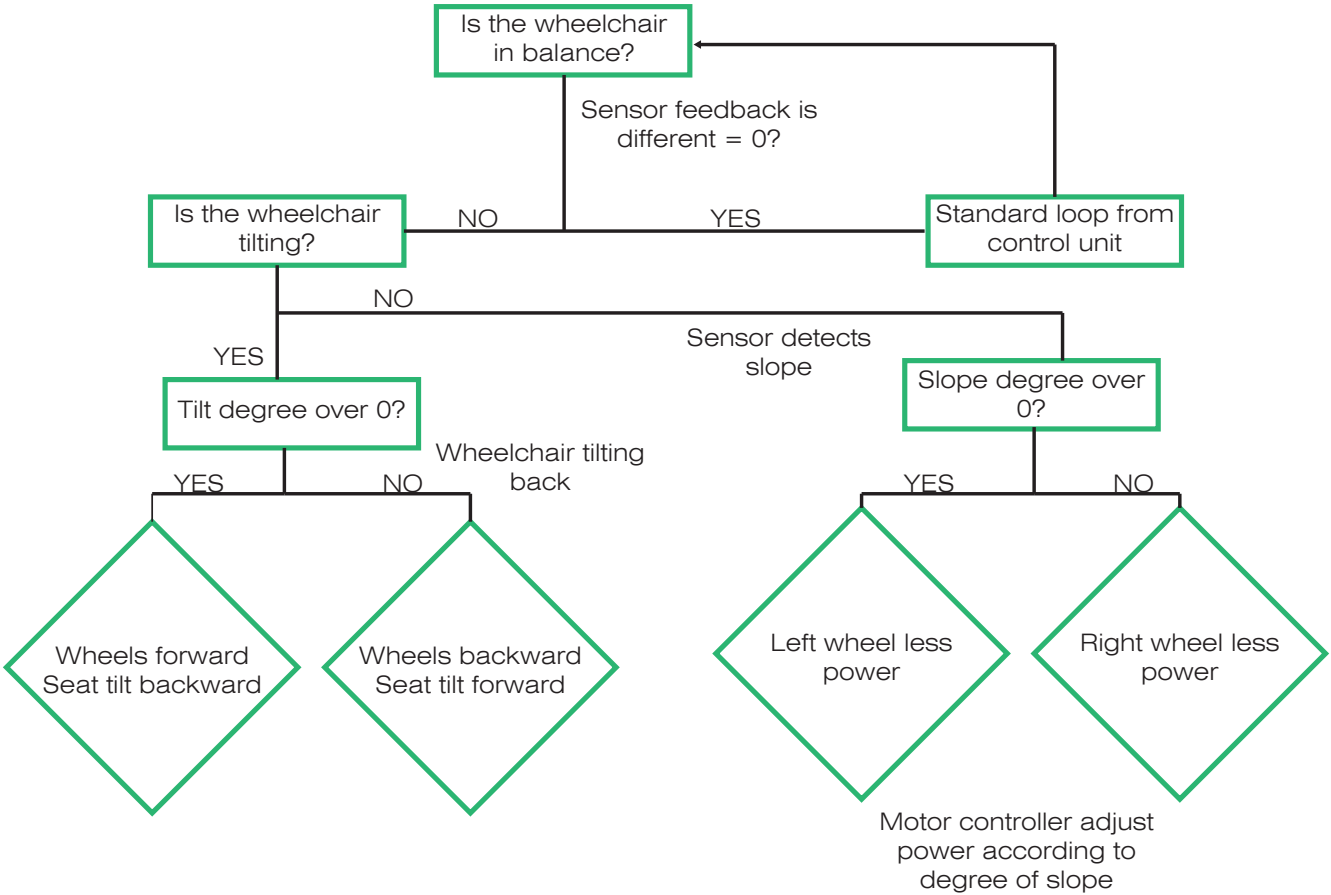 Is the wheelchair
in balance?
Sensor feedback is
different = 0?
Is the wheelchair
tilting?
NO
YES
Standard loop from
control unit
NO
Sensor detects
slope
YES
Tilt degree over 0?
Slope degree over
0?
Wheelchair tilting
back
YES
NO
YES
NO
Wheels forward
Seat tilt backward
Wheels backward
Seat tilt forward
Left wheel less
power
Right wheel less
power
Motor controller adjust
power according to
degree of slope